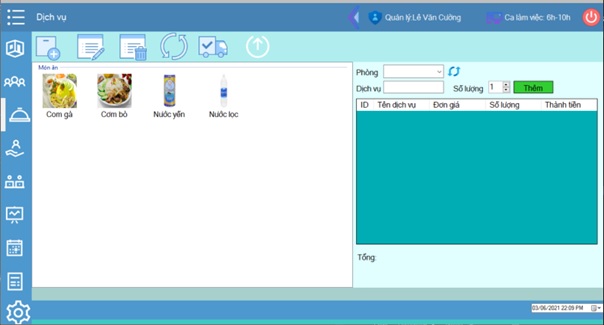 Dịch vụ
Quản lý:Lê Văn Cường
Ca làm việc: 6h-10h
Món ăn
Cơm gà
Cơm bò
Nước yến
Nước lọc
Phòng
Dịch vụ
Số lượng 1 Thêm
ID Tên dịch vụ Đơn giá Số lượng Thành tiền
Tổng:
03/06/2021 22:09 PM